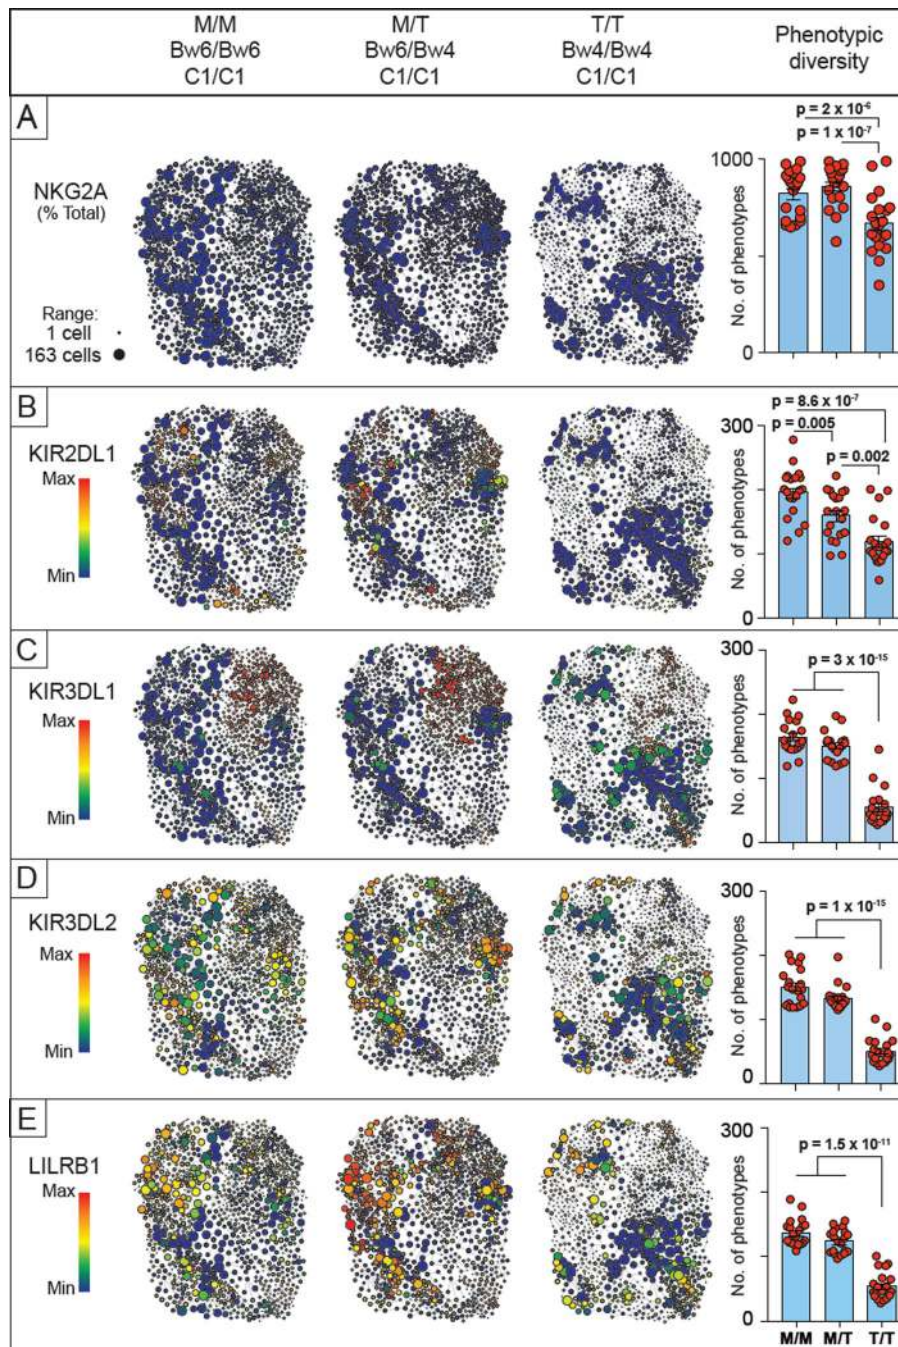 M/M
Bw6/Bw6
C1/C1
M/T
Bw6/Bw4
C1/C1
T/T
Bw4/Bw4
C1/C1
Phenotypic
diversity
A
NKG2A
(% Total)
Range:
1 cell
163 cells
p = 2 x 10⁻⁶
p = 1 x 10⁻⁷
1000
No. of phenotypes
0
B
KIR2DL1
Max
Min
p = 8.6 x 10⁻⁷
p = 0.005
p = 0.002
300
No. of phenotypes
0
C
KIR3DL1
Max
Min
p = 3 x 10⁻¹⁵
300
No. of phenotypes
0
D
KIR3DL2
Max
Min
p = 1 x 10⁻¹⁵
300
No. of phenotypes
0
E
LILRB1
Max
Min
p = 1.5 x 10⁻¹¹
300
No. of phenotypes
0
M/M M/T T/T